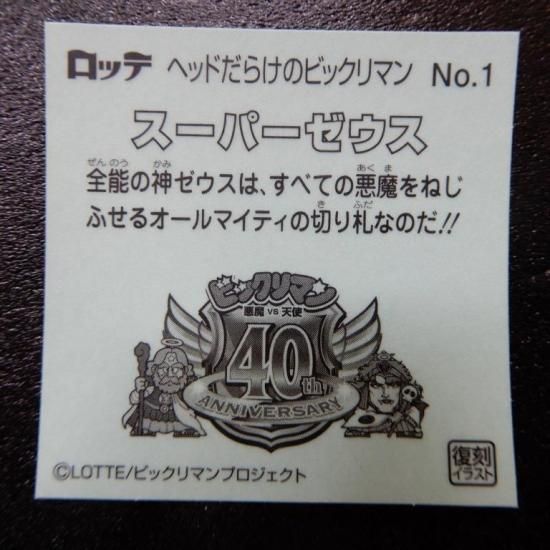 ロッテ ヘッドだらけのビックリマン No.1
スーパーゼウス
ぜんのう かみ あくま
全能の神ゼウスは、すべての悪魔をねじ
き ふだ
ふせるオールマイティの切り札なのだ!!
ビックリマン
悪魔 VS 天使
40th
ANNIVERSARY
©LOTTE/ビックリマンプロジェクト
復刻
イラスト